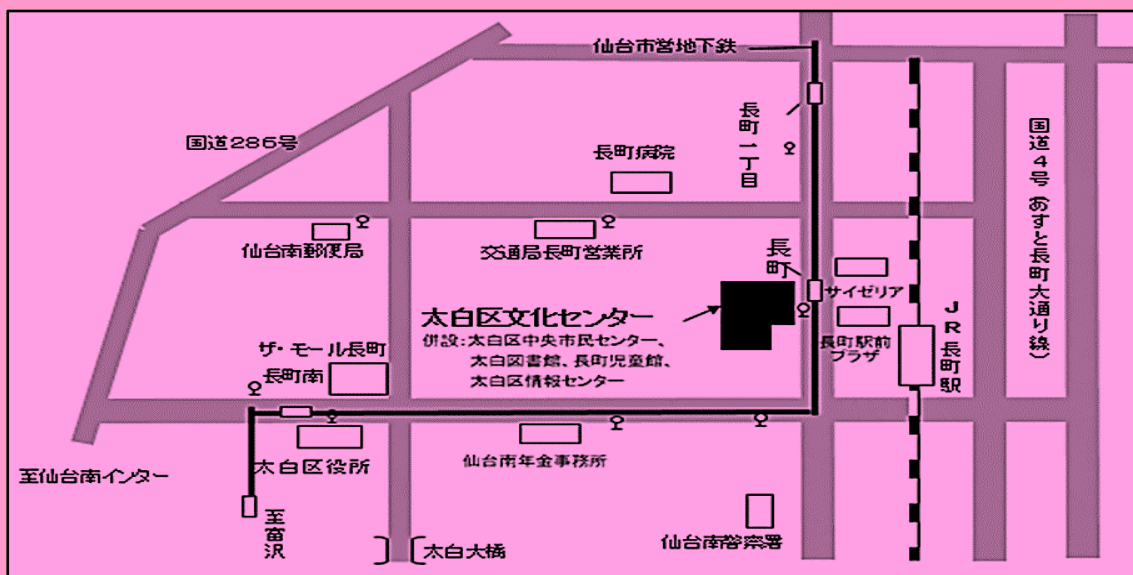 仙台市営地下鉄
国道286号
長町病院
長町一丁目
国道4号(あすと長町大通り線)
仙台南郵便局
交通局長町営業所
長町
サイゼリア
太白区文化センター
併設:太白区中央市民センター、
太白図書館、長町児童館、
太白区情報センター
長町駅前
プラザ
JR長町駅
ザ・モール長町
長町南
太白区役所
仙台南年金事務所
至仙台南インター
至富沢
太白大橋
仙台南警察署